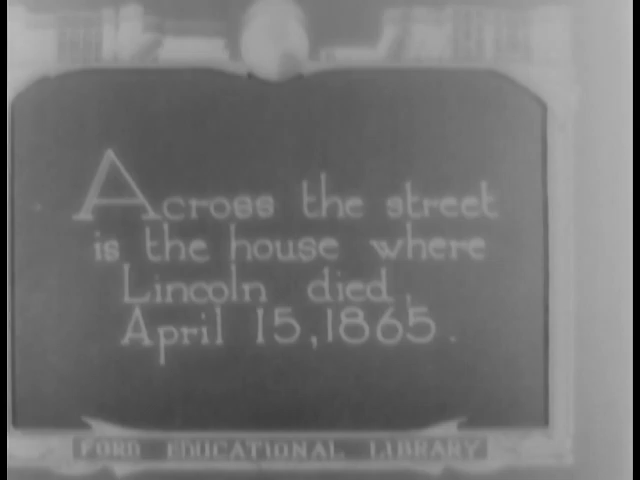 Across the street
is the house where
Lincoln died,
April 15, 1865.
FORD EDUCATIONAL LIBRARY